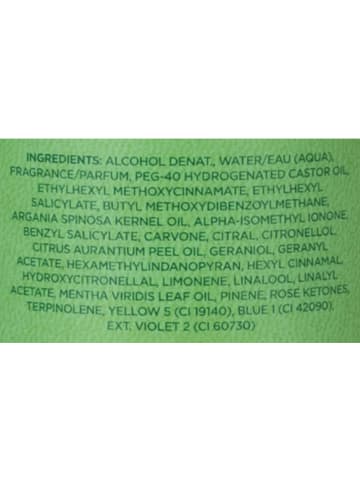 INGREDIENTS: ALCOHOL DENAT., WATER/EAU (AQUA),
FRAGRANCE/PARFUM, PEG-40 HYDROGENATED CASTOR OIL,
ETHYLHEXYL METHOXYCINNAMATE, ETHYLHEXYL
SALICYLATE, BUTYL METHOXYDIBENZOYLMETHANE,
ARGANIA SPINOSA KERNEL OIL, ALPHA-ISOMETHYL IONONE,
BENZYL SALICYLATE, CARVONE, CITRAL, CITRONELLOL,
CITRUS AURANTIUM PEEL OIL, GERANIOL, GERANYL
ACETATE, HEXAMETHYLINDANOPYRAN, HEXYL CINNAMAL,
HYDROXYCITRONELLAL, LIMONENE, LINALOOL, LINALYL
ACETATE, MENTHA VIRIDIS LEAF OIL, PINENE, ROSE KETONES,
TERPINOLENE, YELLOW 5 (CI 19140), BLUE 1 (CI 42090),
EXT. VIOLET 2 (CI 60730)